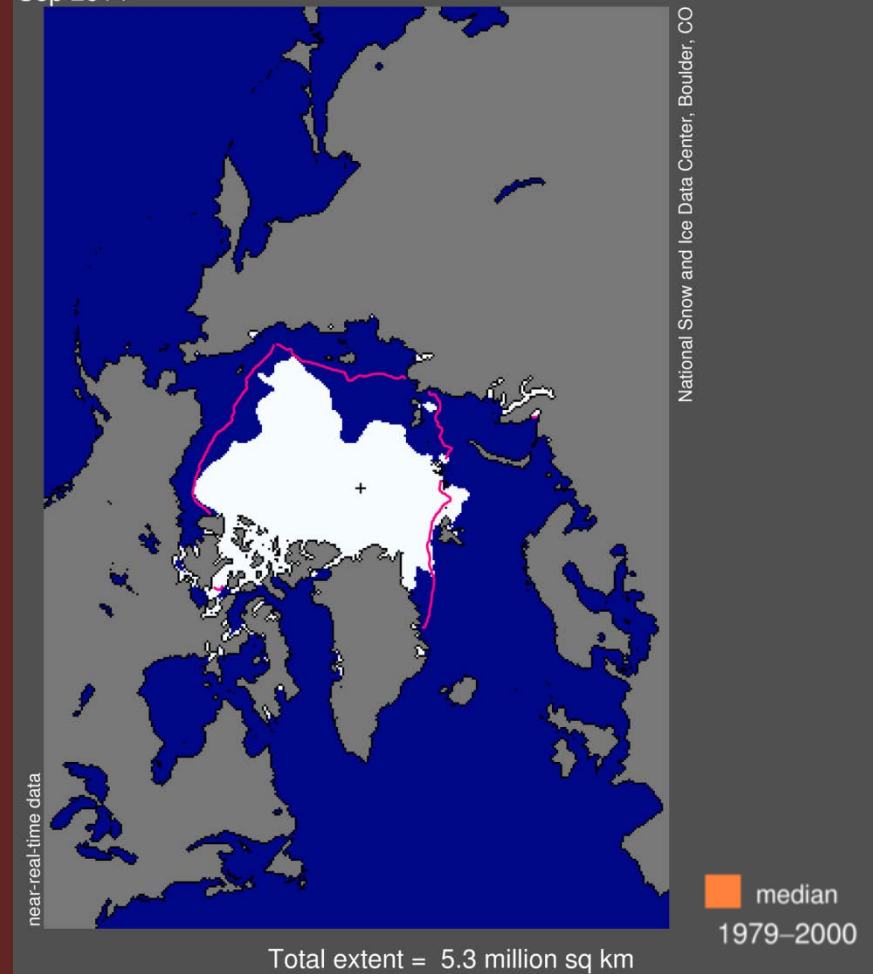 National Snow and Ice Data Center, Boulder, CO
near-real-time data
median
1979–2000
Total extent = 5.3 million sq km